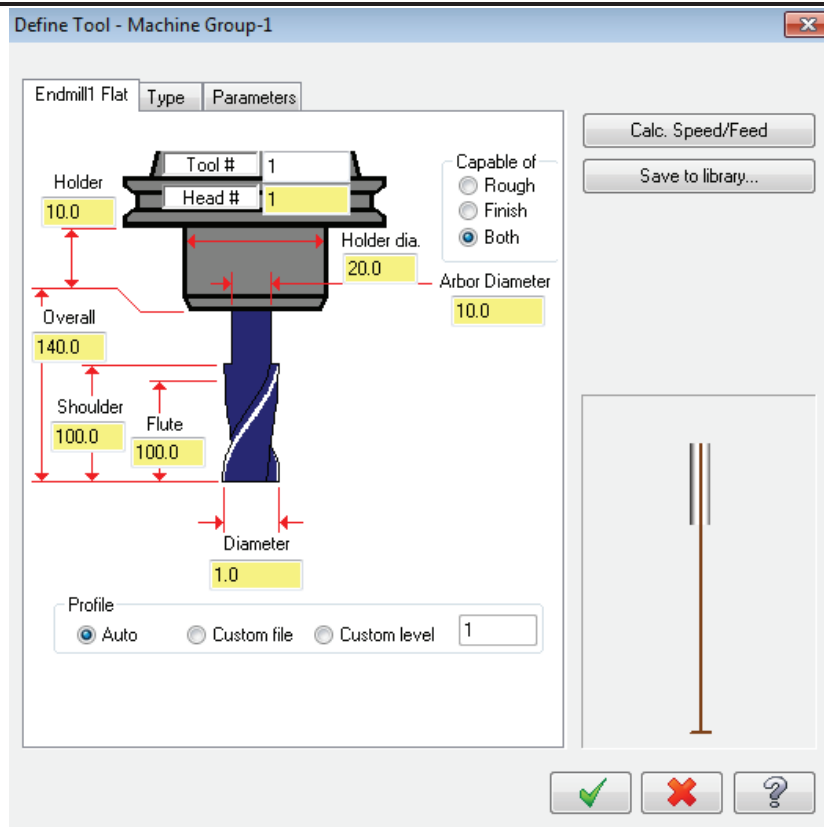 Define Tool - Machine Group-1
Endmill1 Flat Type Parameters
Calc. Speed/Feed
Save to library...
Tool # 1
Head # 1
Holder
10.0
Capable of
Rough
Finish
Both
Holder dia.
20.0
Arbor Diameter
10.0
Overall
140.0
Shoulder
100.0
Flute
100.0
Diameter
1.0
Profile
Auto Custom file Custom level 1
?